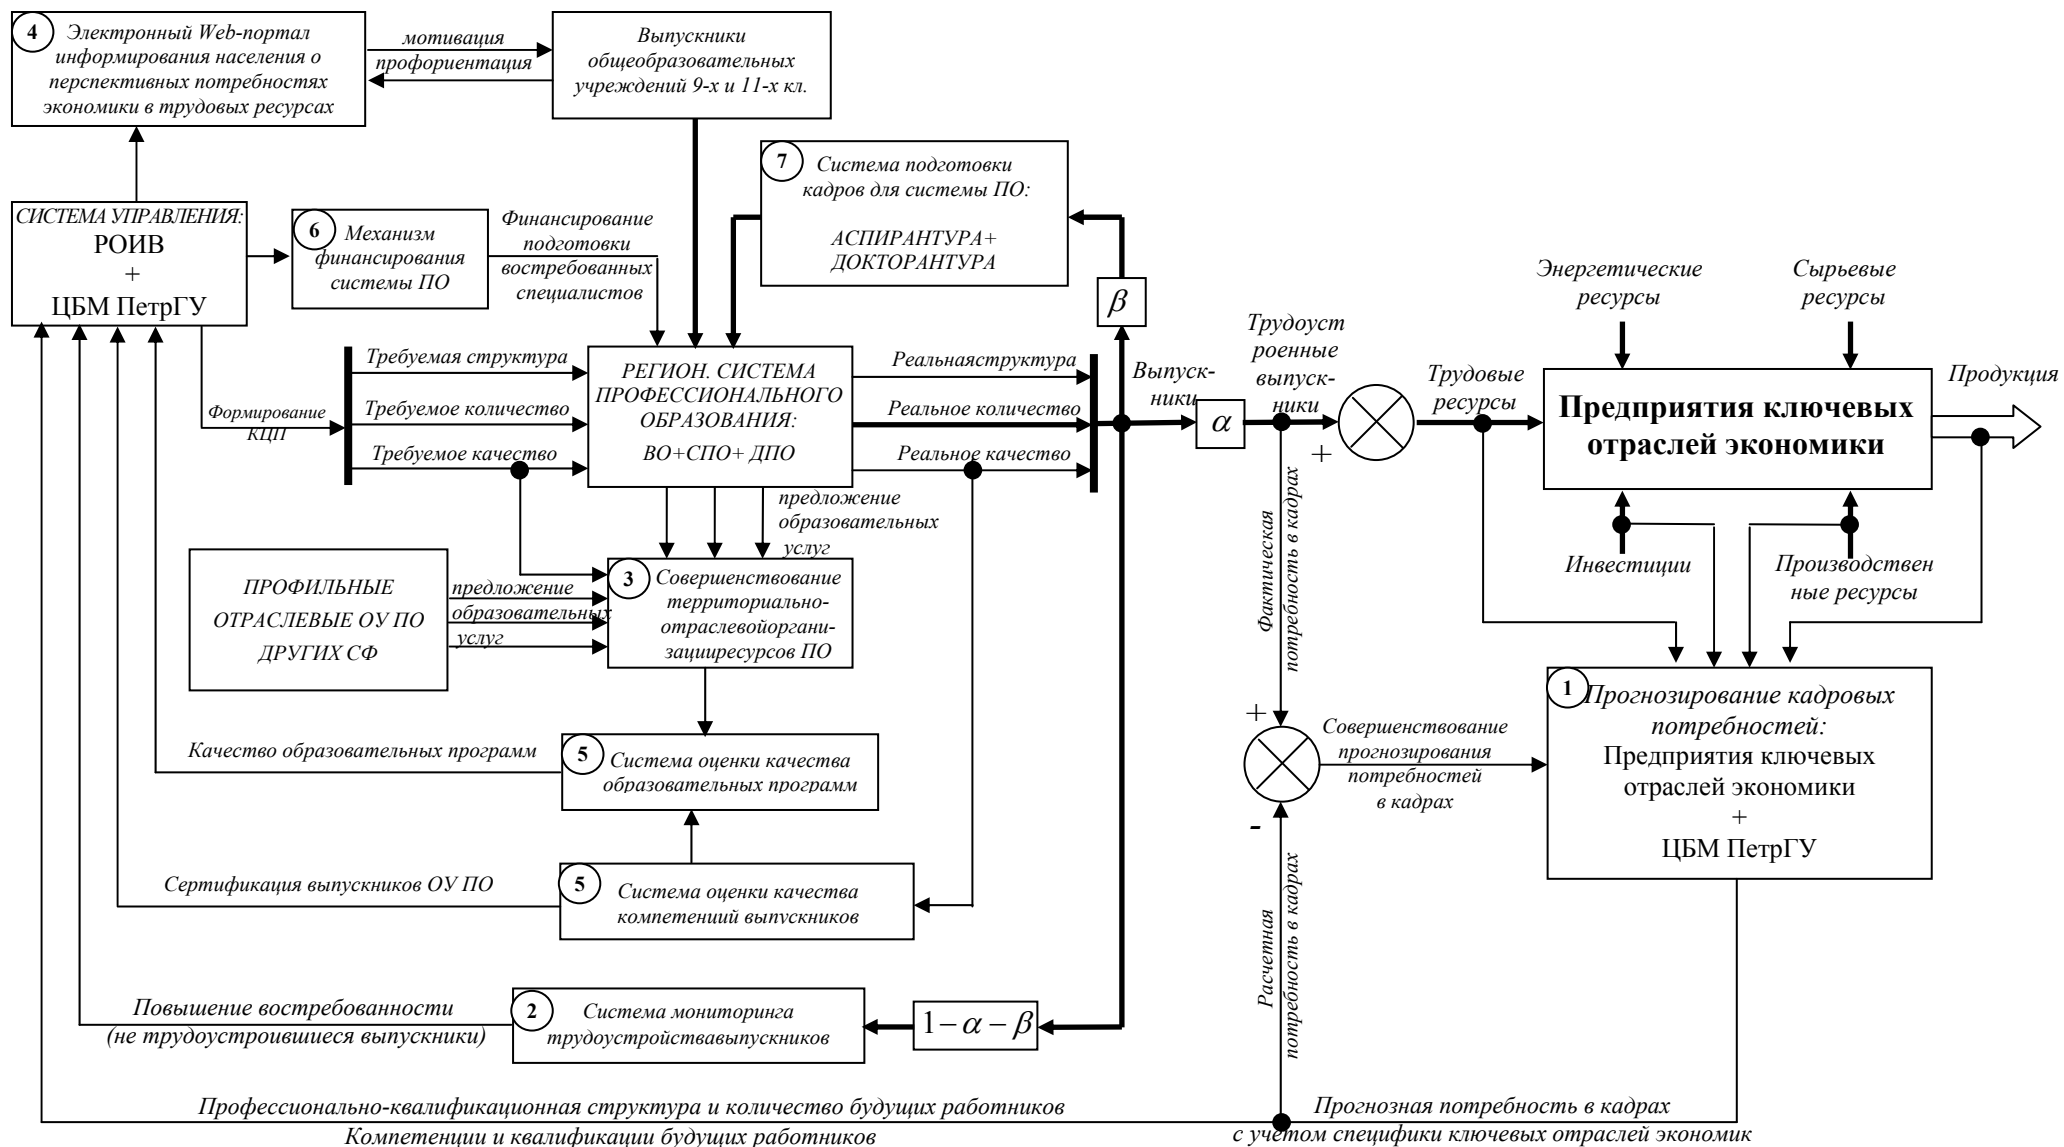 4
Электронный Web-портал
информирования населения о
перспективных потребностях
экономики в трудовых ресурсах
мотивация
профориентация
Выпускники
общеобразовательных
учреждений 9-х и 11-х кл.
7
Система подготовки
кадров для системы ПО:
АСПИРАНТУРА+
ДОКТОРАНТУРА
СИСТЕМА УПРАВЛЕНИЯ:
РОИВ
+
ЦБМ ПетрГУ
6
Механизм
финансирования
системы ПО
Финансирование
подготовки
востребованных
специалистов
β
Энергетические
ресурсы
Сырьевые
ресурсы
Формирование
КЦП
Требуемая структура
Требуемое количество
Требуемое качество
РЕГИОН. СИСТЕМА
ПРОФЕССИОНАЛЬНОГО
ОБРАЗОВАНИЯ:
ВО+СПО+ ДПО
Реальнаяструктура
Реальное количество
Реальное качество
Выпуск-
ники
α
Трудоуст
роенные
выпуск-
ники
+
Трудовые
ресурсы
Предприятия ключевых
отраслей экономики
Продукция
предложение
образовательных
услуг
Инвестиции
Производствен
ные ресурсы
ПРОФИЛЬНЫЕ
ОТРАСЛЕВЫЕ ОУ ПО
ДРУГИХ СФ
предложение
образовательных
услуг
3
Совершенствование
территориально-
отраслевойоргани-
зацииресурсов ПО
Фактическая
потребность в кадрах
+
-
Совершенствование
прогнозирования
потребностей
в кадрах
1
Прогнозирование кадровых
потребностей:
Предприятия ключевых
отраслей экономики
+
ЦБМ ПетрГУ
Качество образовательных программ
5
Система оценки качества
образовательных программ
Сертификация выпускников ОУ ПО
5
Система оценки качества
компетенций выпускников
Расчетная
потребность в кадрах
Повышение востребованности
(не трудоустроившиеся выпускники)
2
Система мониторинга
трудоустройствавыпускников
1−α−β
Профессионально-квалификационная структура и количество будущих работников
Компетенции и квалификации будущих работников
Прогнозная потребность в кадрах
с учетом специфики ключевых отраслей экономик